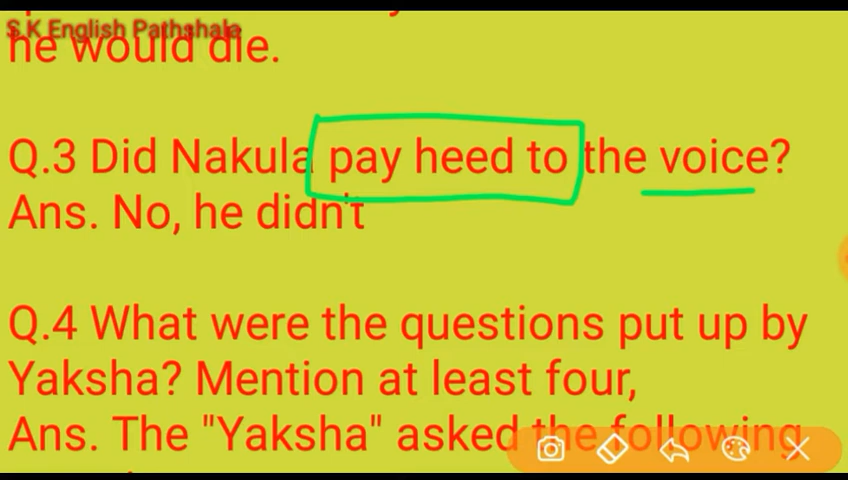 S.K English Pathshala
he would die.
Q.3 Did Nakula pay heed to the voice?
Ans. No, he didn't
Q.4 What were the questions put up by
Yaksha? Mention at least four,
Ans. The "Yaksha" asked the following